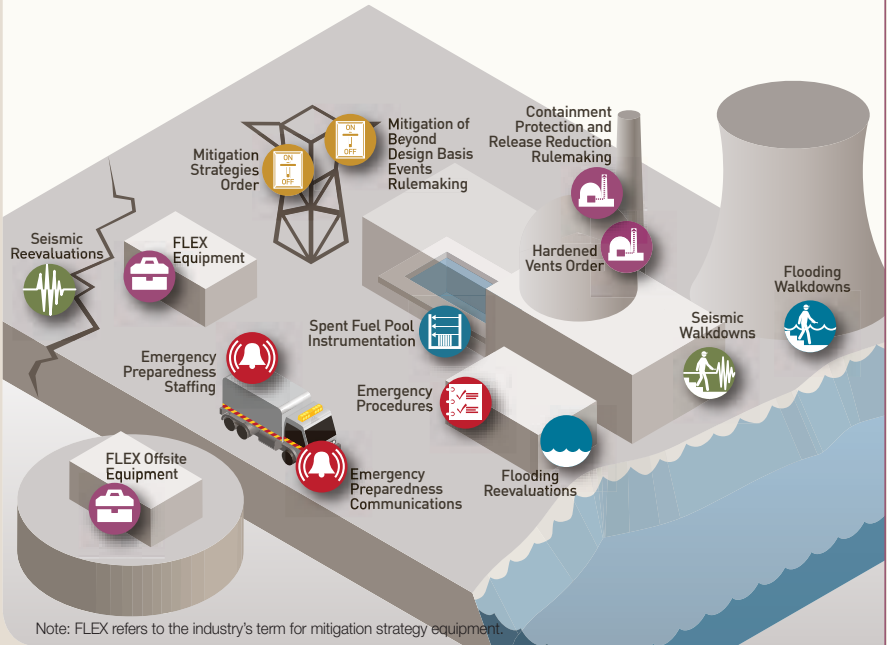 Containment
Protection and
Release Reduction
Rulemaking
Mitigation of
Beyond
Design Basis
Events
Rulemaking
ON
OFF
Mitigation
Strategies
Order
ON
OFF
Seismic
Reevaluations
FLEX
Equipment
Hardened
Vents Order
Flooding
Walkdowns
Seismic
Walkdowns
Spent Fuel Pool
Instrumentation
Emergency
Preparedness
Staffing
Emergency
Procedures
FLEX Offsite
Equipment
Emergency
Preparedness
Communications
Flooding
Reevaluations
Note: FLEX refers to the industry's term for mitigation strategy equipment.